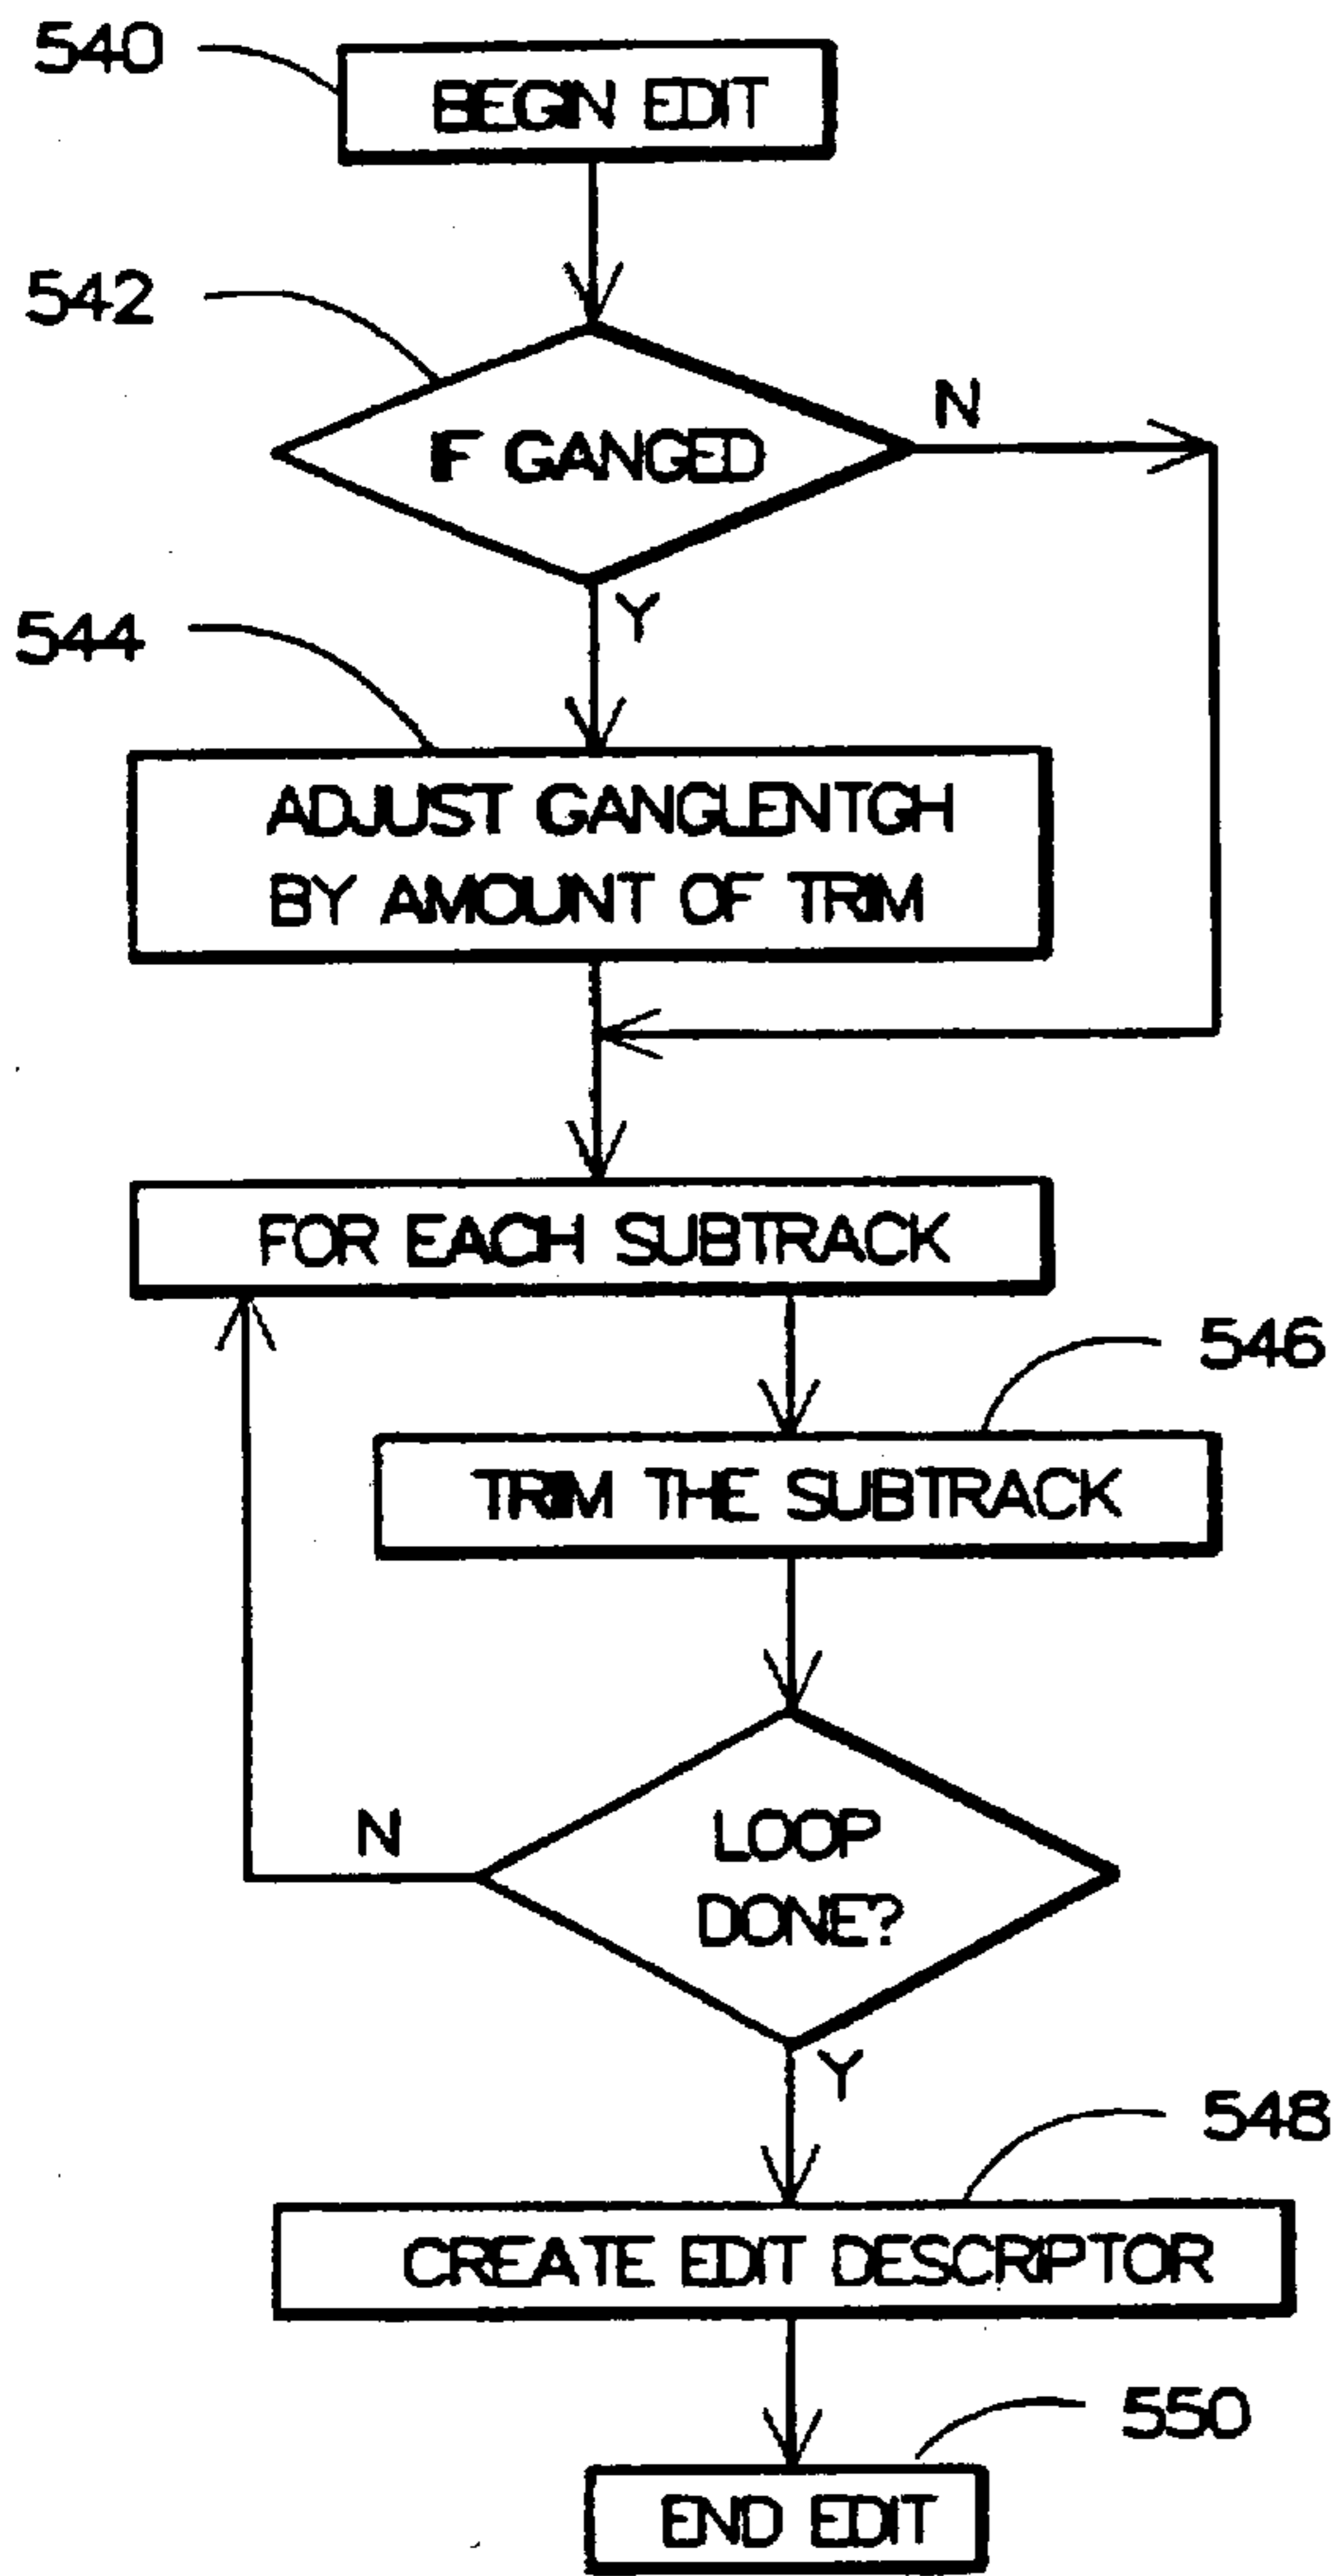 540
BEGIN EDIT
542
IF GANGED
N
Y
544
ADJUST GANGLENTGH
BY AMOUNT OF TRIM
FOR EACH SUBTRACK
546
TRIM THE SUBTRACK
LOOP
DONE?
N
Y
548
CREATE EDIT DESCRIPTOR
550
END EDIT